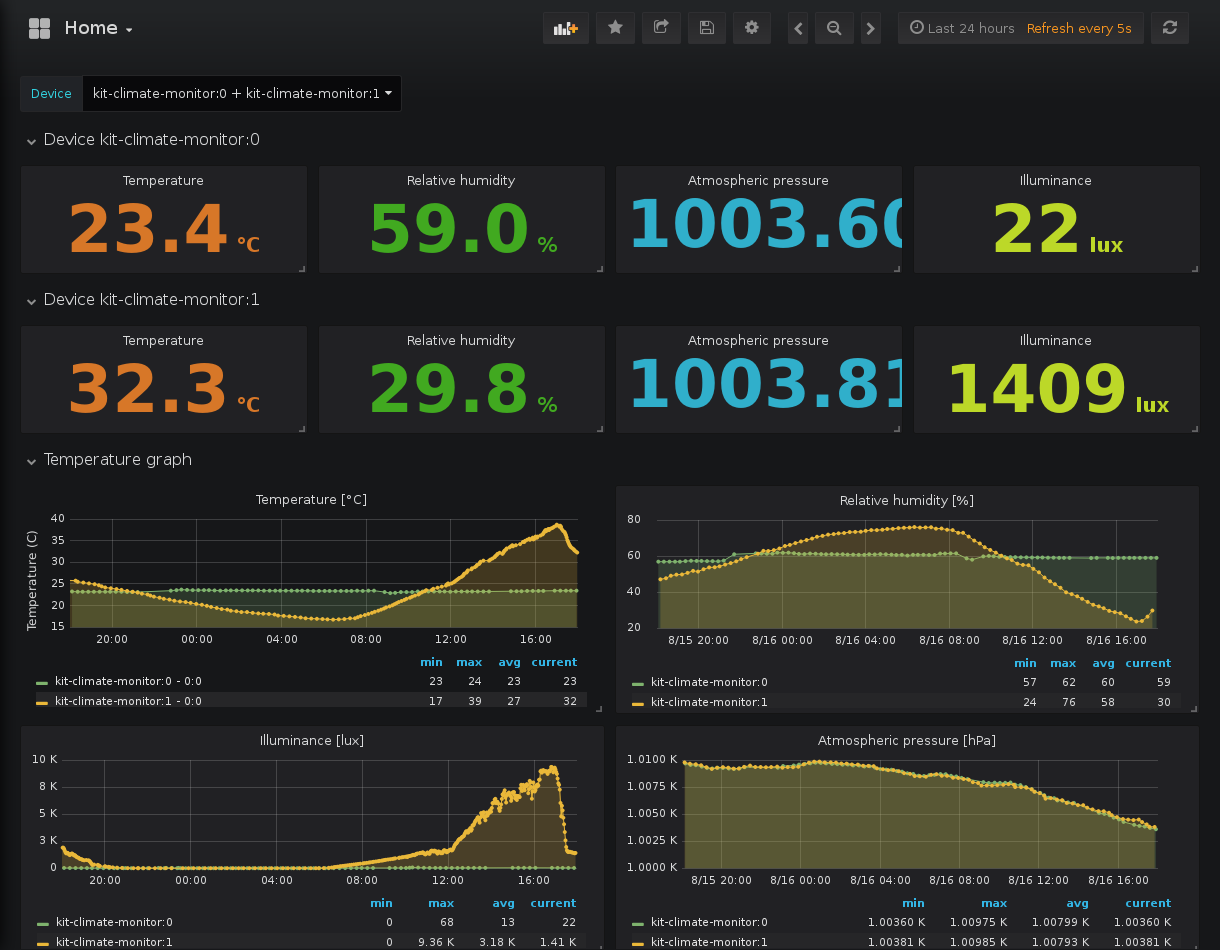 Home
Last 24 hours Refresh every 5s
Device kit-climate-monitor:0 + kit-climate-monitor:1
Device kit-climate-monitor:0
Temperature Relative humidity Atmospheric pressure Illuminance
23.4 °C 59.0 % 1003.60 22 lux
Device kit-climate-monitor:1
Temperature Relative humidity Atmospheric pressure Illuminance
32.3 °C 29.8 % 1003.81 1409 lux
Temperature graph
Temperature [°C]
Temperature (C)
40
35
30
25
20
15
20:00 00:00 04:00 08:00 12:00 16:00
min max avg current
kit-climate-monitor:0 - 0:0 23 24 23 23
kit-climate-monitor:1 - 0:0 17 39 27 32
Relative humidity [%]
80
60
40
20
8/15 20:00 8/16 00:00 8/16 04:00 8/16 08:00 8/16 12:00 8/16 16:00
min max avg current
kit-climate-monitor:0 57 62 60 59
kit-climate-monitor:1 24 76 58 30
Illuminance [lux]
10 K
8 K
5 K
3 K
0
20:00 00:00 04:00 08:00 12:00 16:00
min max avg current
kit-climate-monitor:0 0 68 13 22
kit-climate-monitor:1 0 9.36 K 3.18 K 1.41 K
Atmospheric pressure [hPa]
1.0100 K
1.0075 K
1.0050 K
1.0025 K
1.0000 K
8/15 20:00 8/16 00:00 8/16 04:00 8/16 08:00 8/16 12:00 8/16 16:00
min max avg current
kit-climate-monitor:0 1.00360 K 1.00975 K 1.00799 K 1.00360 K
kit-climate-monitor:1 1.00381 K 1.00985 K 1.00793 K 1.00381 K